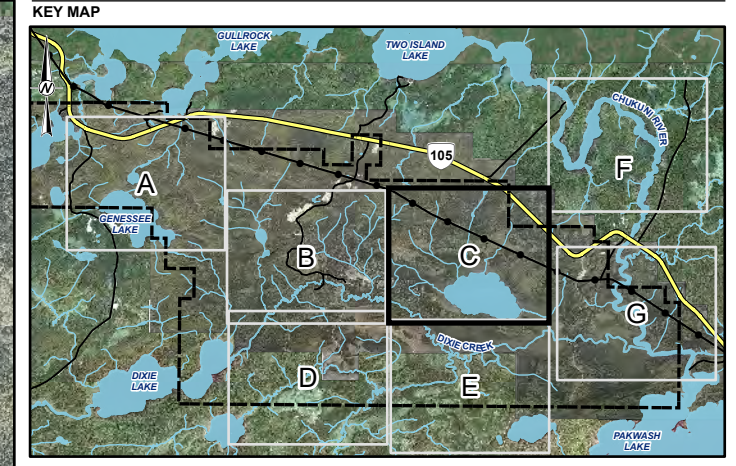 KEY MAP
N
GULLROCK
LAKE
TWO ISLAND
LAKE
CHUKUNI RIVER
105
A
F
GENESSEE
LAKE
B
C
G
DIXIE CREEK
D
E
DIXIE
LAKE
PAKWASH
LAKE